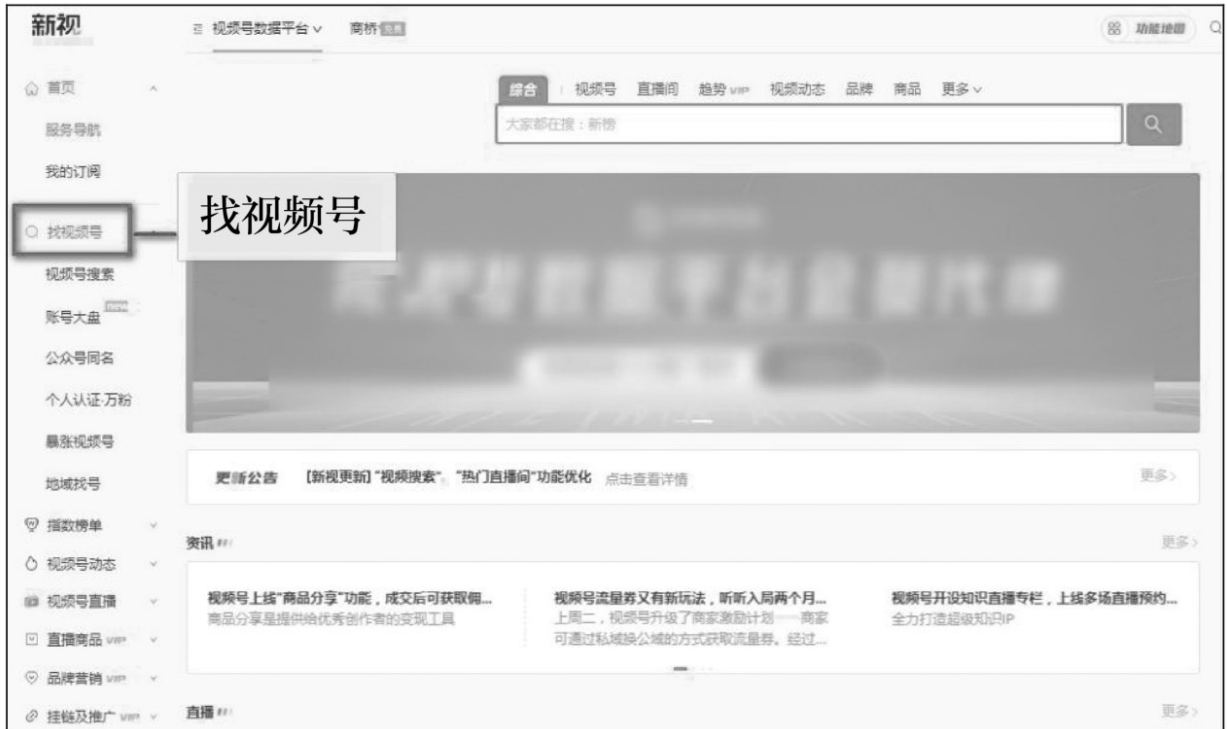 新视
视频号数据平台
商桥
功能地图
首页
服务导航
我的订阅
找视频号
视频号搜索
账号大盘 new
公众号同名
个人认证·万粉
暴涨视频号
地域找号
指数榜单
视频号动态
视频号直播
直播商品 VIP
品牌营销 VIP
挂链及推广 VIP
综合 视频号 直播间 趋势 VIP 视频动态 品牌 商品 更多
大家都在搜：新榜
找视频号
更新公告 【新视更新】“视频搜索”、“热门直播间”功能优化 点击查看详情 更多
资讯 更多
视频号上线“商品分享”功能，成交后可获取佣...
商品分享是提供给优秀创作者的变现工具
视频号流量券又有新玩法，听听入局两个月...
上周二，视频号升级了商家激励计划——商家
可通过私域换公域的方式获取流量券。经过...
视频号开设知识直播专栏，上线多场直播预约...
全力打造超级知识IP
直播 更多